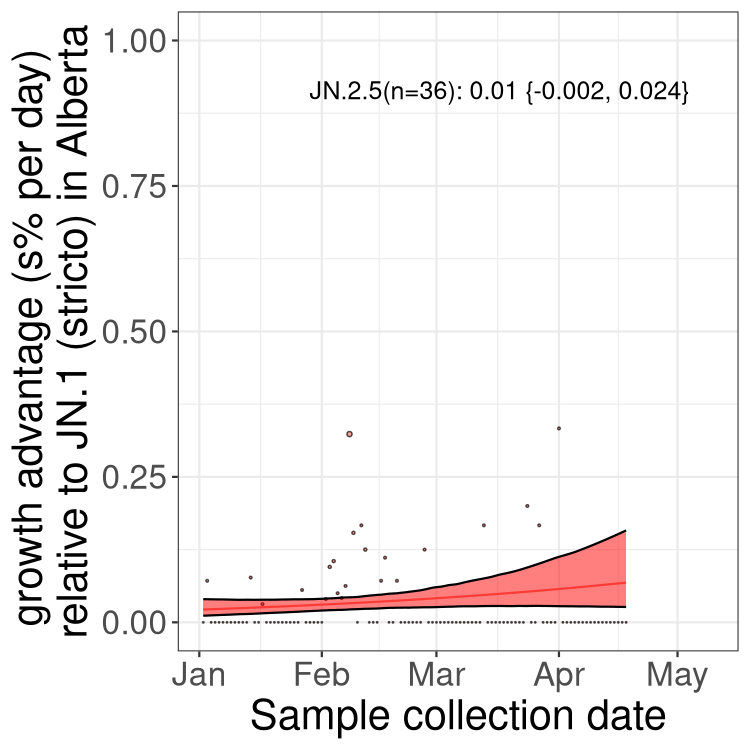 growth advantage (s% per day)
relative to JN.1 (stricto) in Alberta
1.00
0.75
0.50
0.25
0.00
JN.2.5(n=36): 0.01 {-0.002, 0.024}
Jan Feb Mar Apr May
Sample collection date